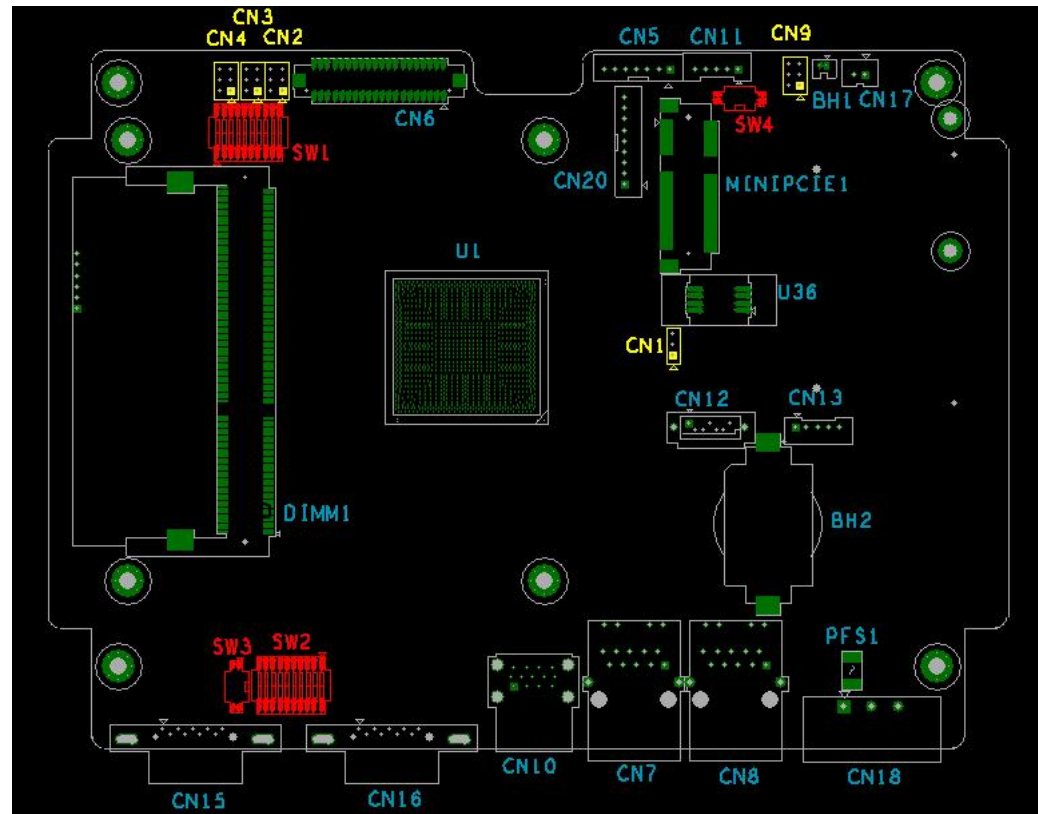 CN3
CN4 CN2
CN5 CN11 CN9
BH1 CN17
CN6
SW4
SW1
CN20
MINIPCIE1
U1
U36
CN1
CN12 CN13
DIMM1
BH2
PFS1
SW3 SW2
CN10
CN7 CN8 CN18
CN15 CN16